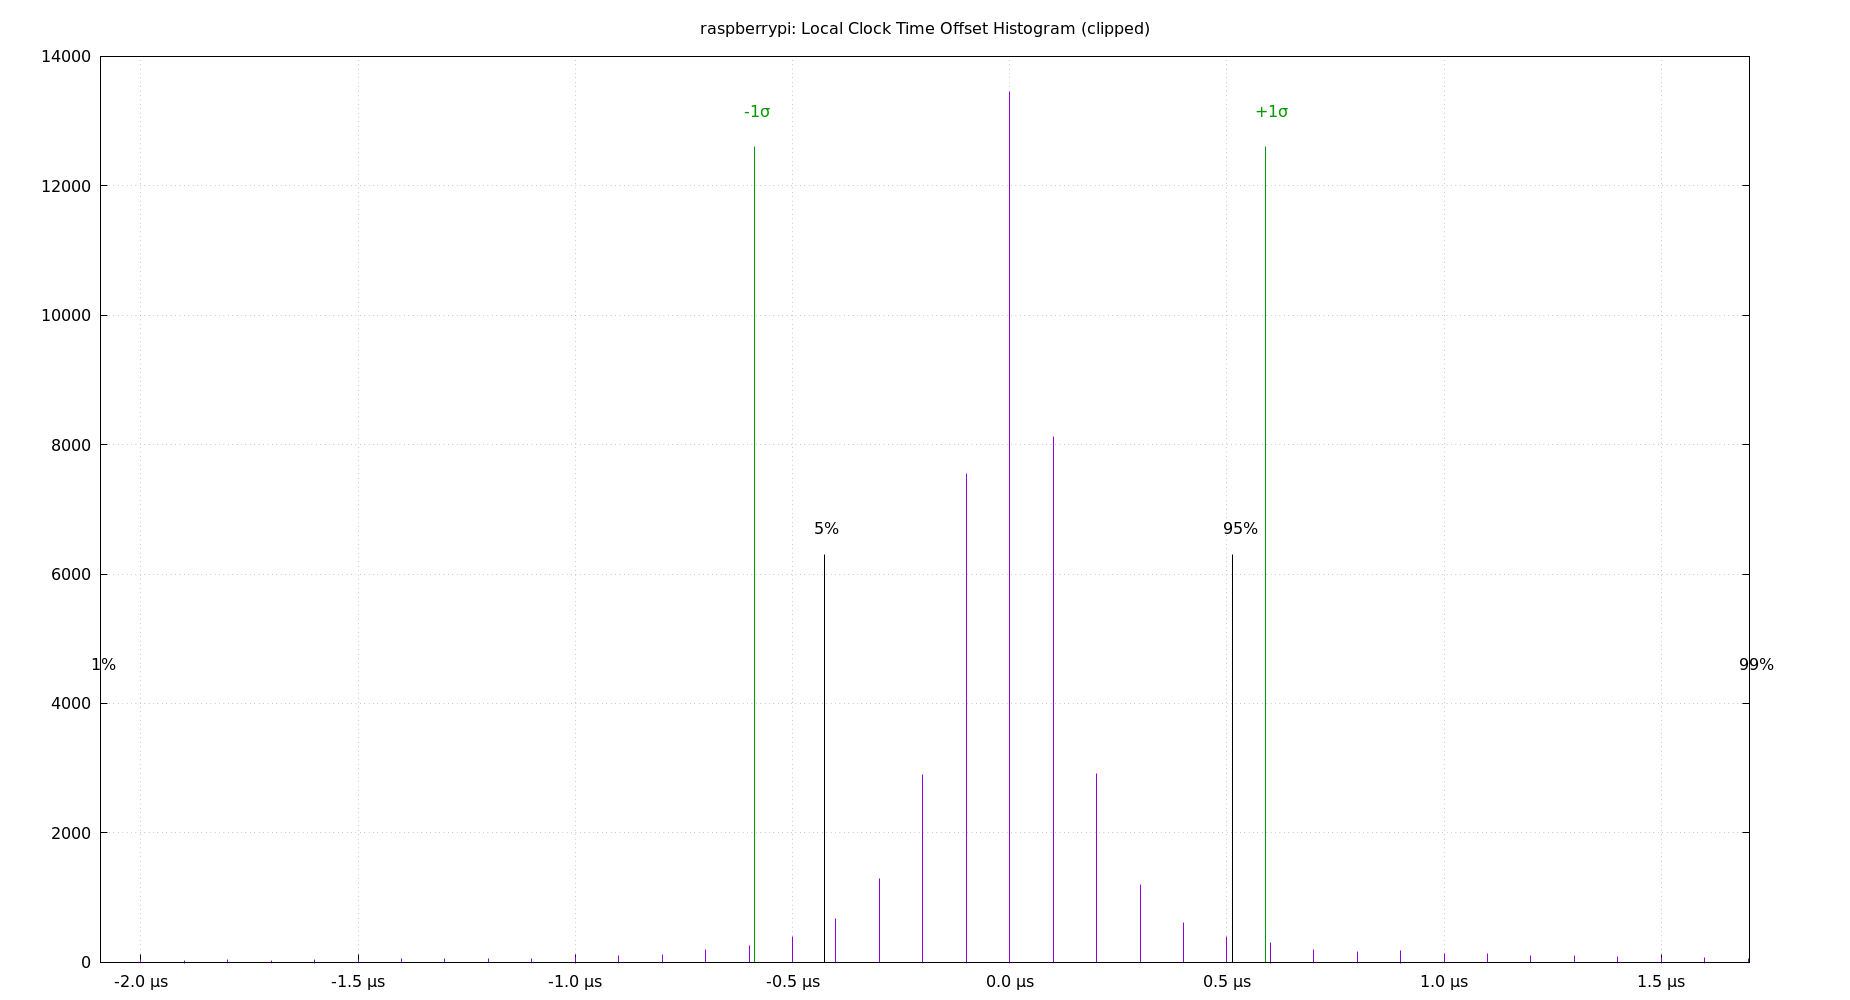 raspberrypi: Local Clock Time Offset Histogram (clipped)
14000
-1σ
+1σ
12000
10000
8000
5%
95%
6000
1%
99%
4000
2000
0
-2.0 µs
-1.5 µs
-1.0 µs
-0.5 µs
0.0 µs
0.5 µs
1.0 µs
1.5 µs